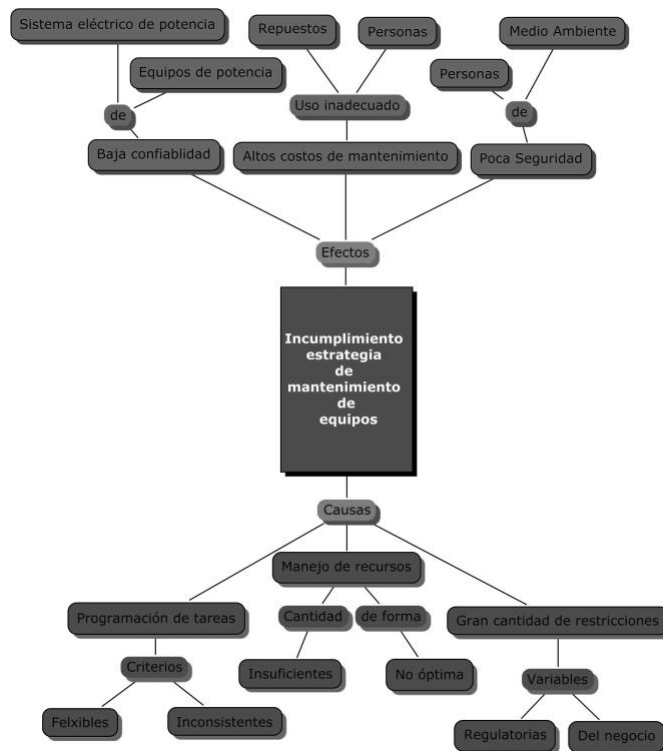 Sistema eléctrico de potencia
Repuestos
Personas
Medio Ambiente
Equipos de potencia
Personas
de
Uso inadecuado
de
Baja confiablidad
Altos costos de mantenimiento
Poca Seguridad
Efectos
Incumplimiento
estrategia
de
mantenimiento
de
equipos
Causas
Manejo de recursos
Programación de tareas
Cantidad
de forma
Gran cantidad de restricciones
Criterios
Insuficientes
No óptima
Variables
Felxibles
Inconsistentes
Regulatorias
Del negocio